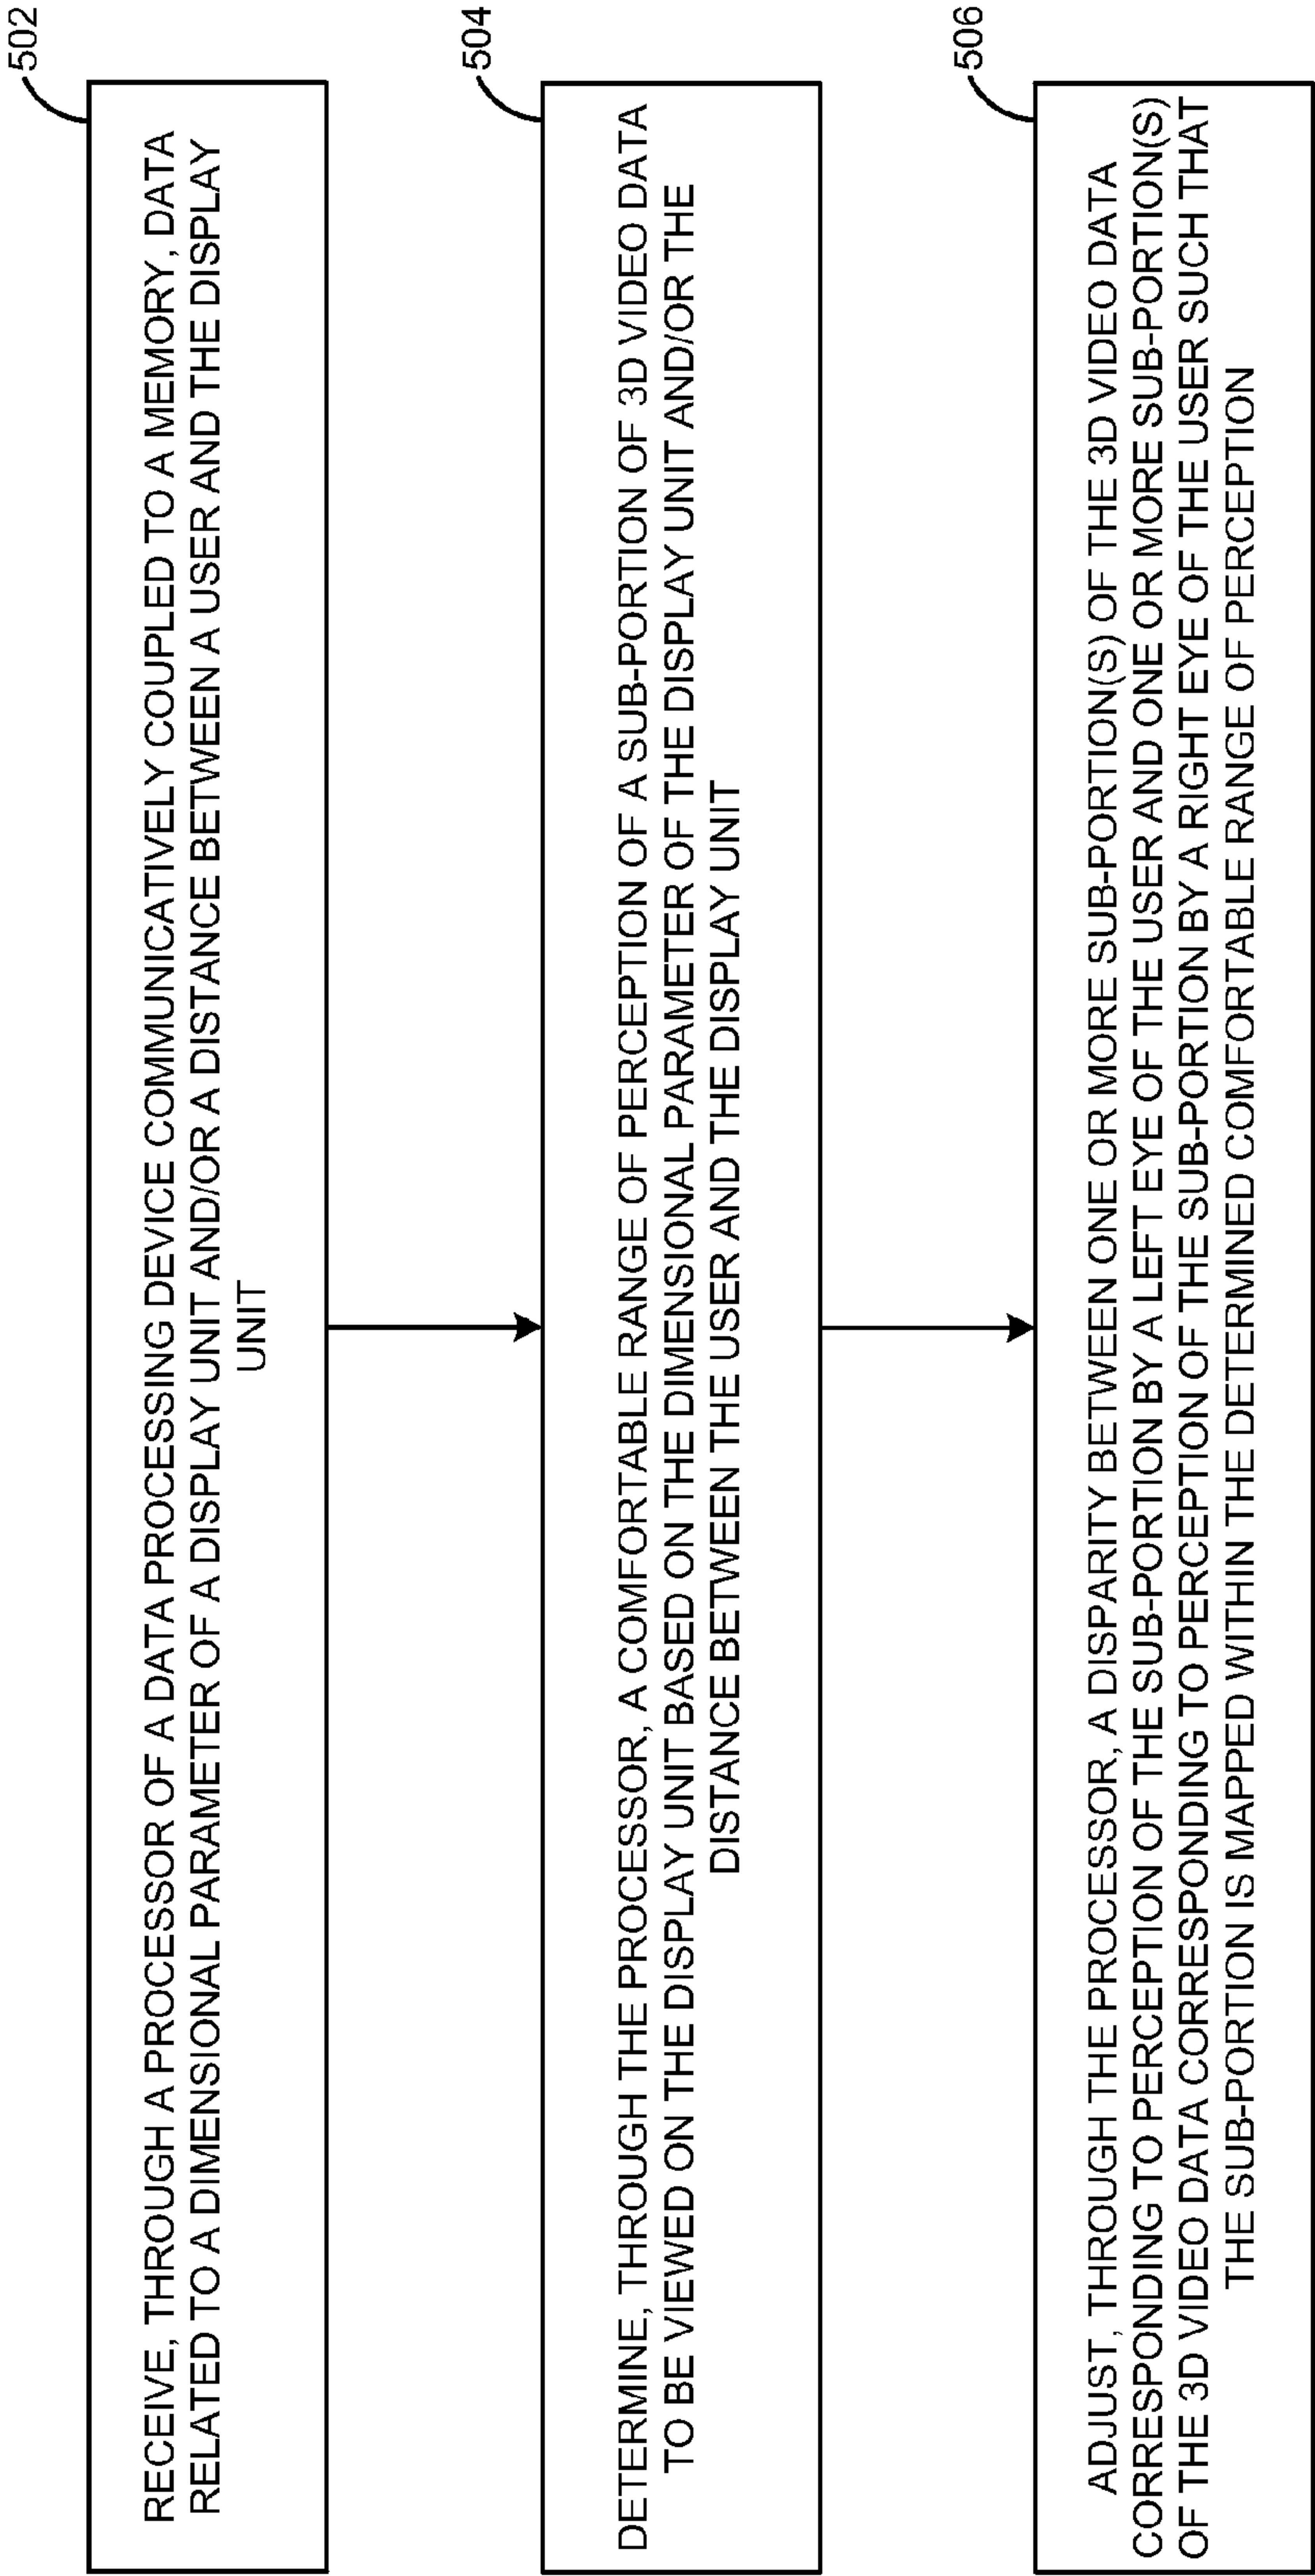 502
RECEIVE, THROUGH A PROCESSOR OF A DATA PROCESSING DEVICE COMMUNICATIVELY COUPLED TO A MEMORY, DATA
RELATED TO A DIMENSIONAL PARAMETER OF A DISPLAY UNIT AND/OR A DISTANCE BETWEEN A USER AND THE DISPLAY
UNIT
504
DETERMINE, THROUGH THE PROCESSOR, A COMFORTABLE RANGE OF PERCEPTION OF A SUB-PORTION OF 3D VIDEO DATA
TO BE VIEWED ON THE DISPLAY UNIT BASED ON THE DIMENSIONAL PARAMETER OF THE DISPLAY UNIT AND/OR THE
DISTANCE BETWEEN THE USER AND THE DISPLAY UNIT
506
ADJUST, THROUGH THE PROCESSOR, A DISPARITY BETWEEN ONE OR MORE SUB-PORTION(S) OF THE 3D VIDEO DATA
CORRESPONDING TO PERCEPTION OF THE SUB-PORTION BY A LEFT EYE OF THE USER AND ONE OR MORE SUB-PORTION(S)
OF THE 3D VIDEO DATA CORRESPONDING TO PERCEPTION OF THE SUB-PORTION BY A RIGHT EYE OF THE USER SUCH THAT
THE SUB-PORTION IS MAPPED WITHIN THE DETERMINED COMFORTABLE RANGE OF PERCEPTION